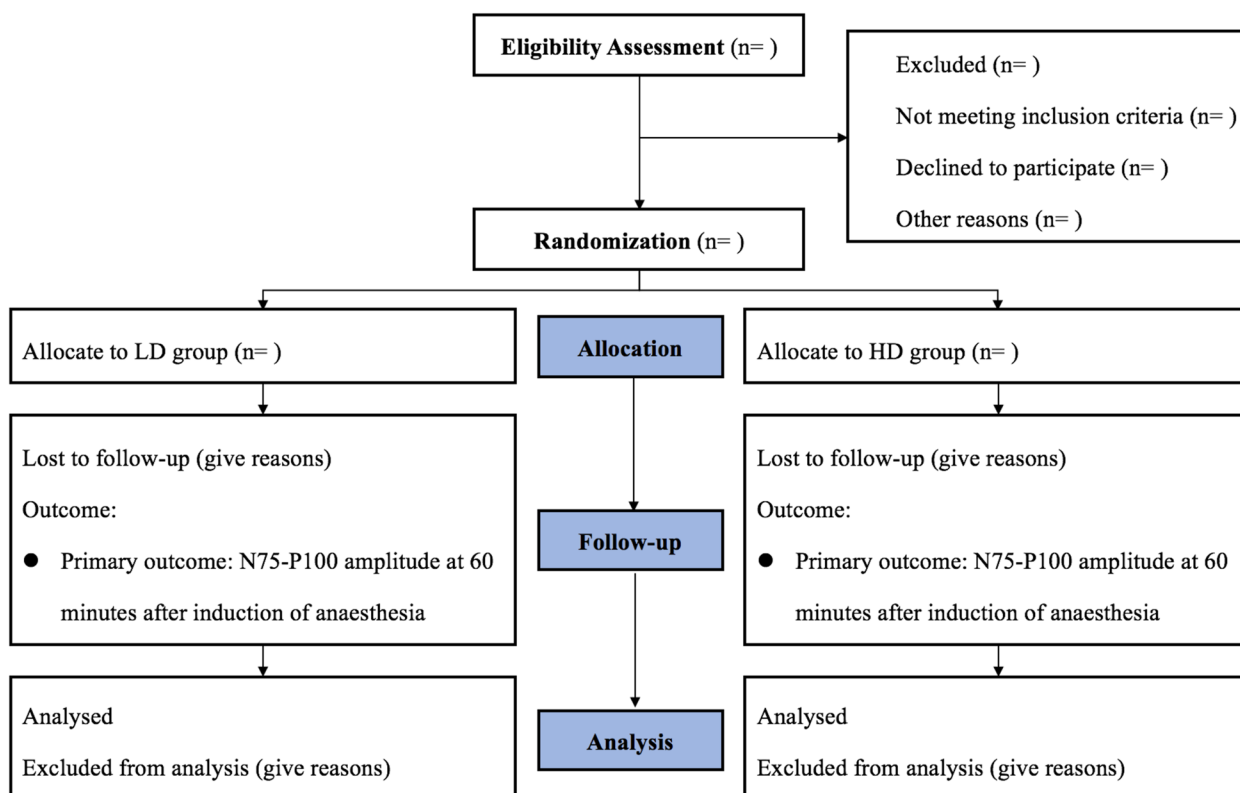 Eligibility Assessment (n= )
Excluded (n= )
Not meeting inclusion criteria (n= )
Declined to participate (n= )
Other reasons (n= )
Randomization (n= )
Allocate to LD group (n= )
Allocation
Allocate to HD group (n= )
Lost to follow-up (give reasons)
Outcome:
● Primary outcome: N75-P100 amplitude at 60
minutes after induction of anaesthesia
Follow-up
Lost to follow-up (give reasons)
Outcome:
● Primary outcome: N75-P100 amplitude at 60
minutes after induction of anaesthesia
Analysed
Excluded from analysis (give reasons)
Analysis
Analysed
Excluded from analysis (give reasons)